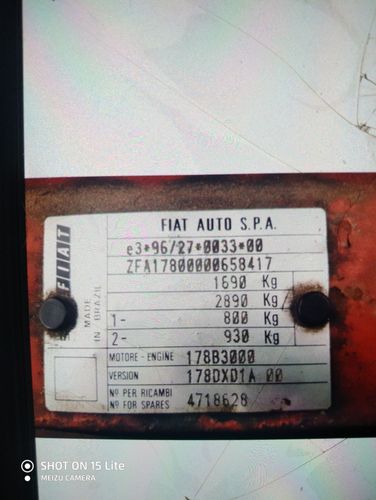 FIAT AUTO S.P.A.
e3*96/27*0033*00
ZFA17800000658417
1690 Kg
2890 Kg
1- 800 Kg
2- 930 Kg
MOTORE - ENGINE 178B3000
VERSION 178DXD1A 00
Nº PER RICAMBI
Nº FOR SPARES 4718628
FIAT
MADE
IN BRAZIL
SHOT ON 15 Lite
MEIZU CAMERA